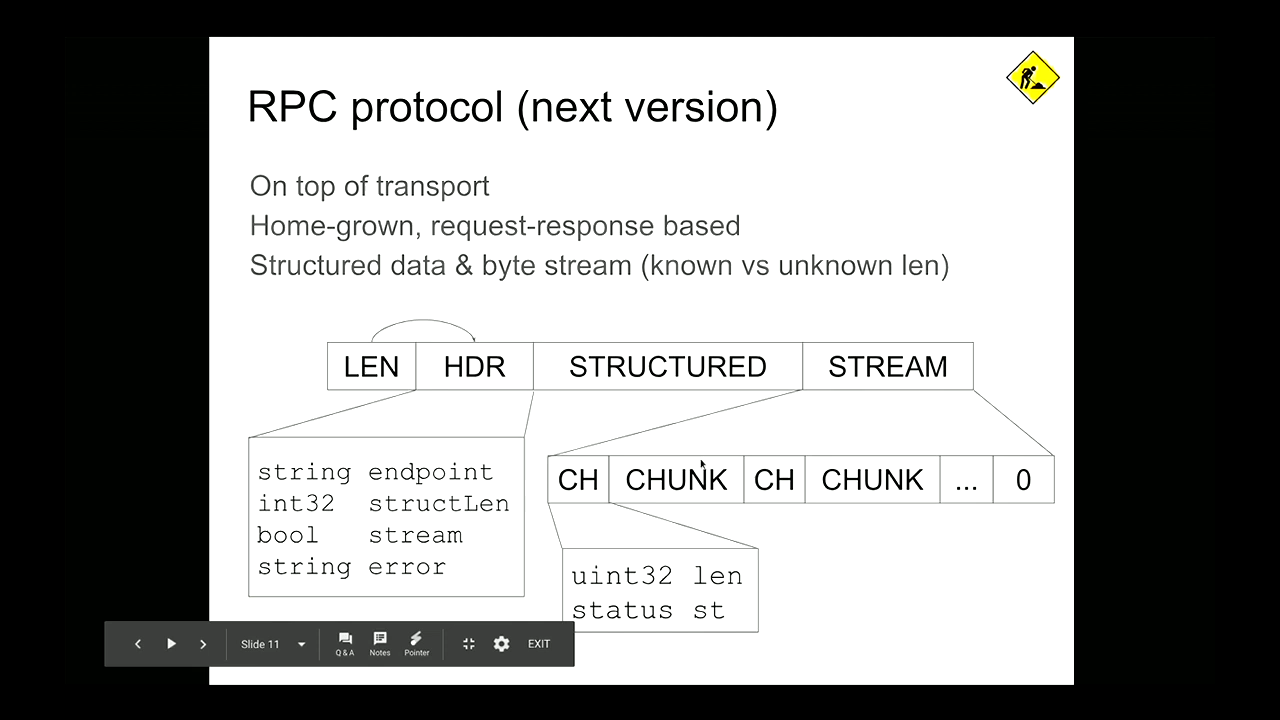 RPC protocol (next version)
On top of transport
Home-grown, request-response based
Structured data & byte stream (known vs unknown len)
LEN HDR STRUCTURED STREAM
string endpoint
int32 structLen
bool stream
string error
CH CHUNK CH CHUNK ... 0
uint32 len
status st
Slide 11
Q & A Notes Pointer
EXIT